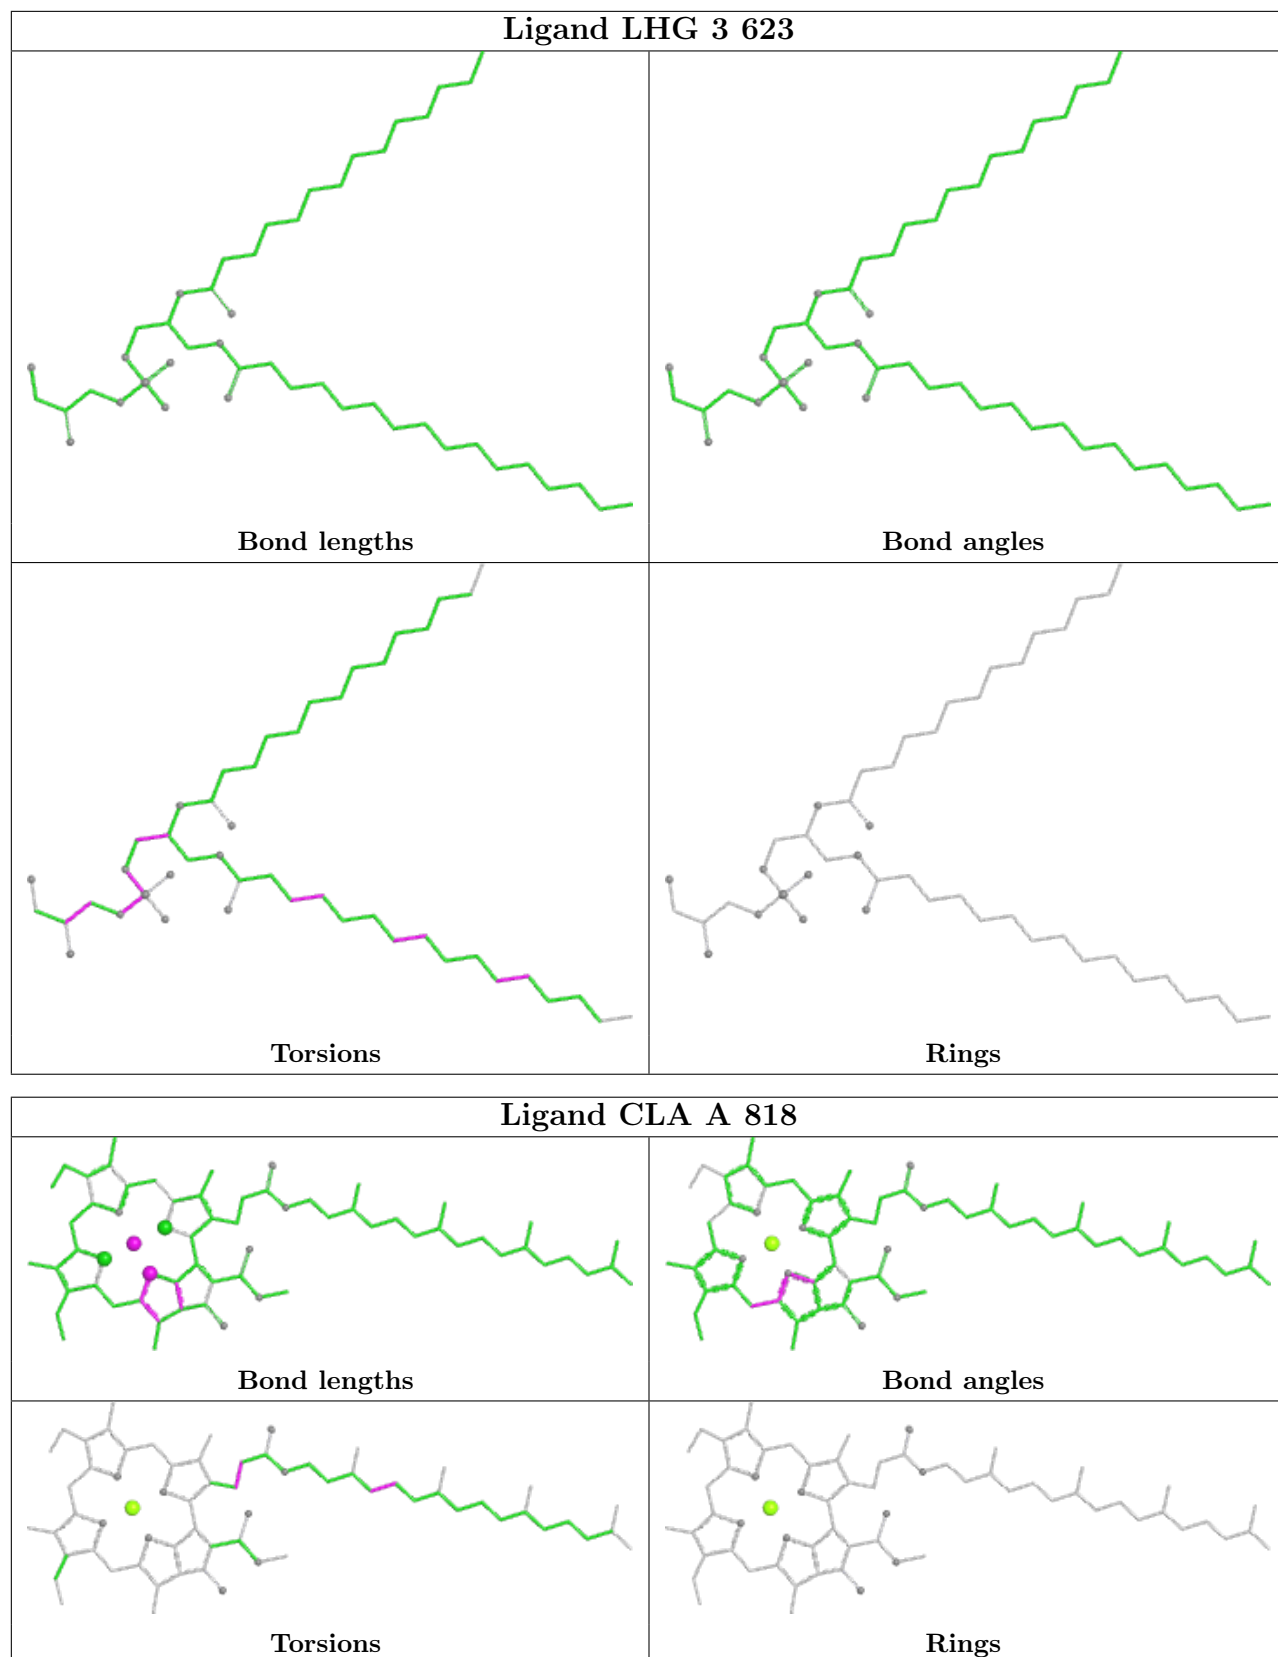 Ligand LHG 3 623
Bond lengths
Bond angles
Torsions
Rings
Ligand CLA A 818
Bond lengths
Bond angles
Torsions
Rings